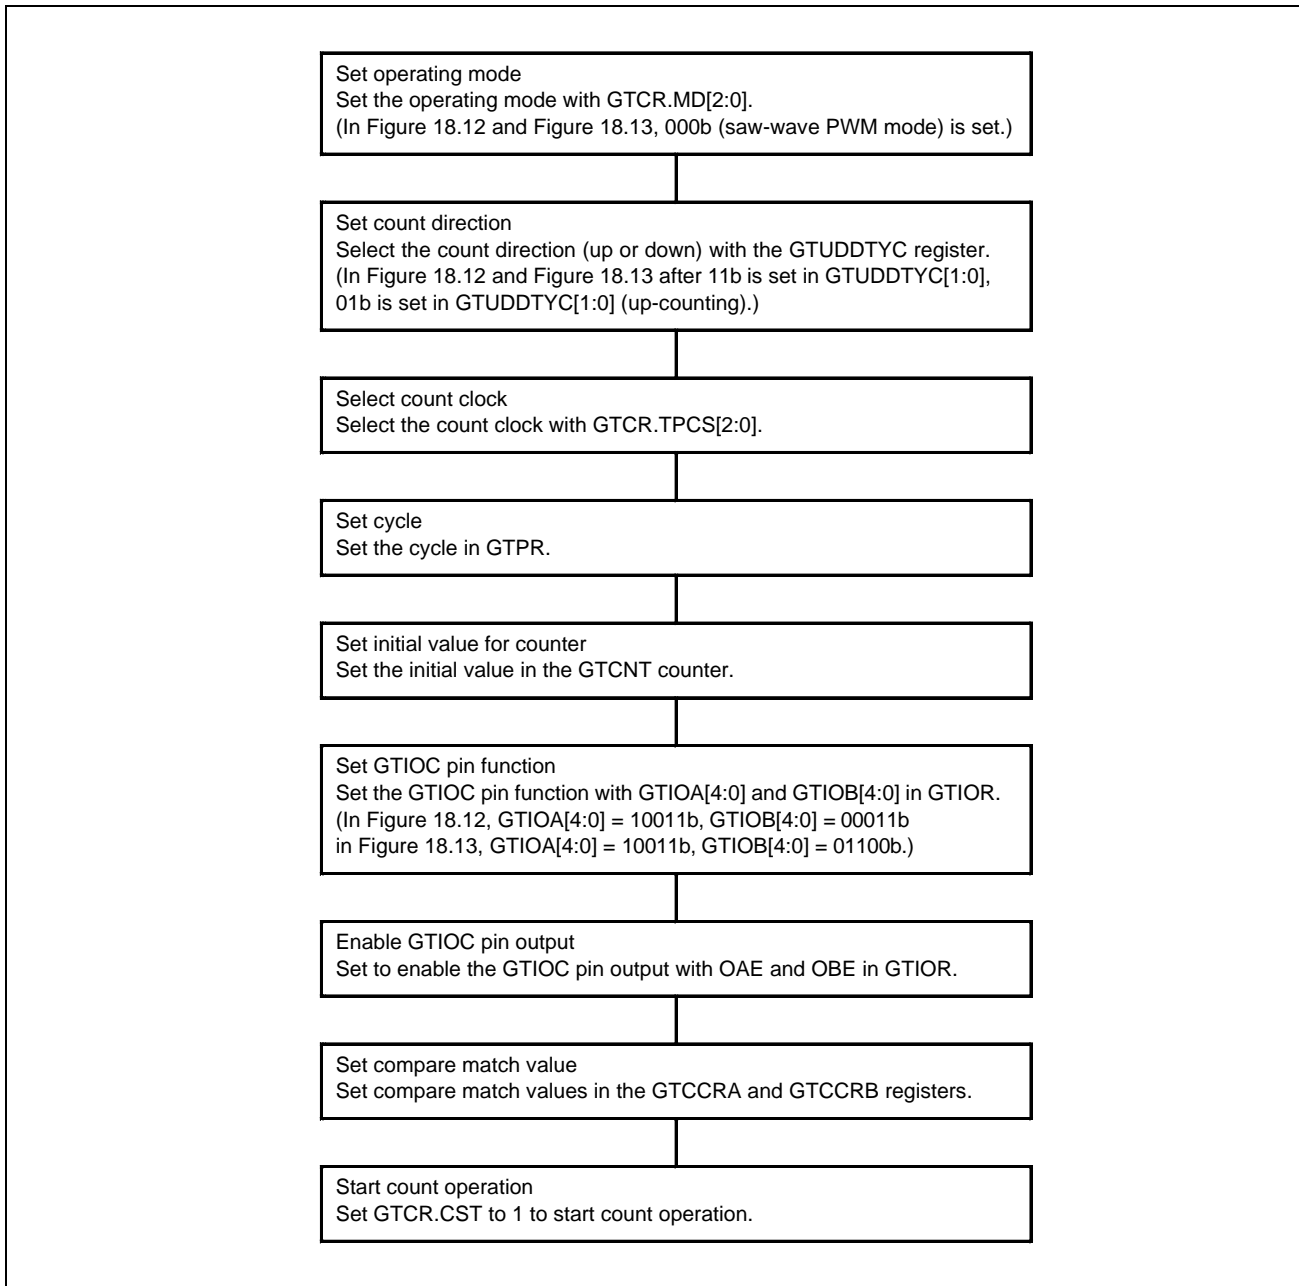 Set operating mode
Set the operating mode with GTCR.MD[2:0].
(In Figure 18.12 and Figure 18.13, 000b (saw-wave PWM mode) is set.)
Set count direction
Select the count direction (up or down) with the GTUDDTYC register.
(In Figure 18.12 and Figure 18.13 after 11b is set in GTUDDTYC[1:0],
01b is set in GTUDDTYC[1:0] (up-counting).)
Select count clock
Select the count clock with GTCR.TPCS[2:0].
Set cycle
Set the cycle in GTPR.
Set initial value for counter
Set the initial value in the GTCNT counter.
Set GTIOC pin function
Set the GTIOC pin function with GTIOA[4:0] and GTIOB[4:0] in GTIOR.
(In Figure 18.12, GTIOA[4:0] = 10011b, GTIOB[4:0] = 00011b
in Figure 18.13, GTIOA[4:0] = 10011b, GTIOB[4:0] = 01100b.)
Enable GTIOC pin output
Set to enable the GTIOC pin output with OAE and OBE in GTIOR.
Set compare match value
Set compare match values in the GTCCRA and GTCCRB registers.
Start count operation
Set GTCR.CST to 1 to start count operation.